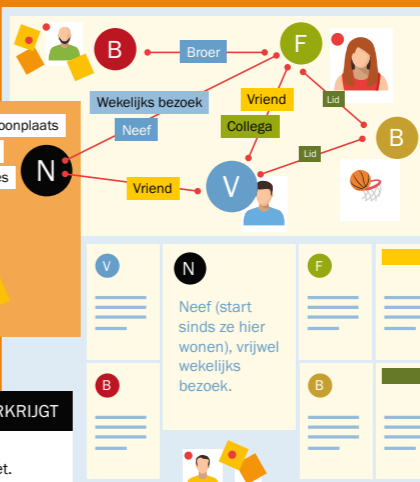 B
Broer
F
Wekelijks bezoek
Vriend
Lid
oonplaats
Neef
Collega
B
es
N
Vriend
V
Lid
V
N
F
Neef (start
sinds ze hier
wonen), vrijwel
wekelijks
bezoek.
B
B
RKRIJGT
et.